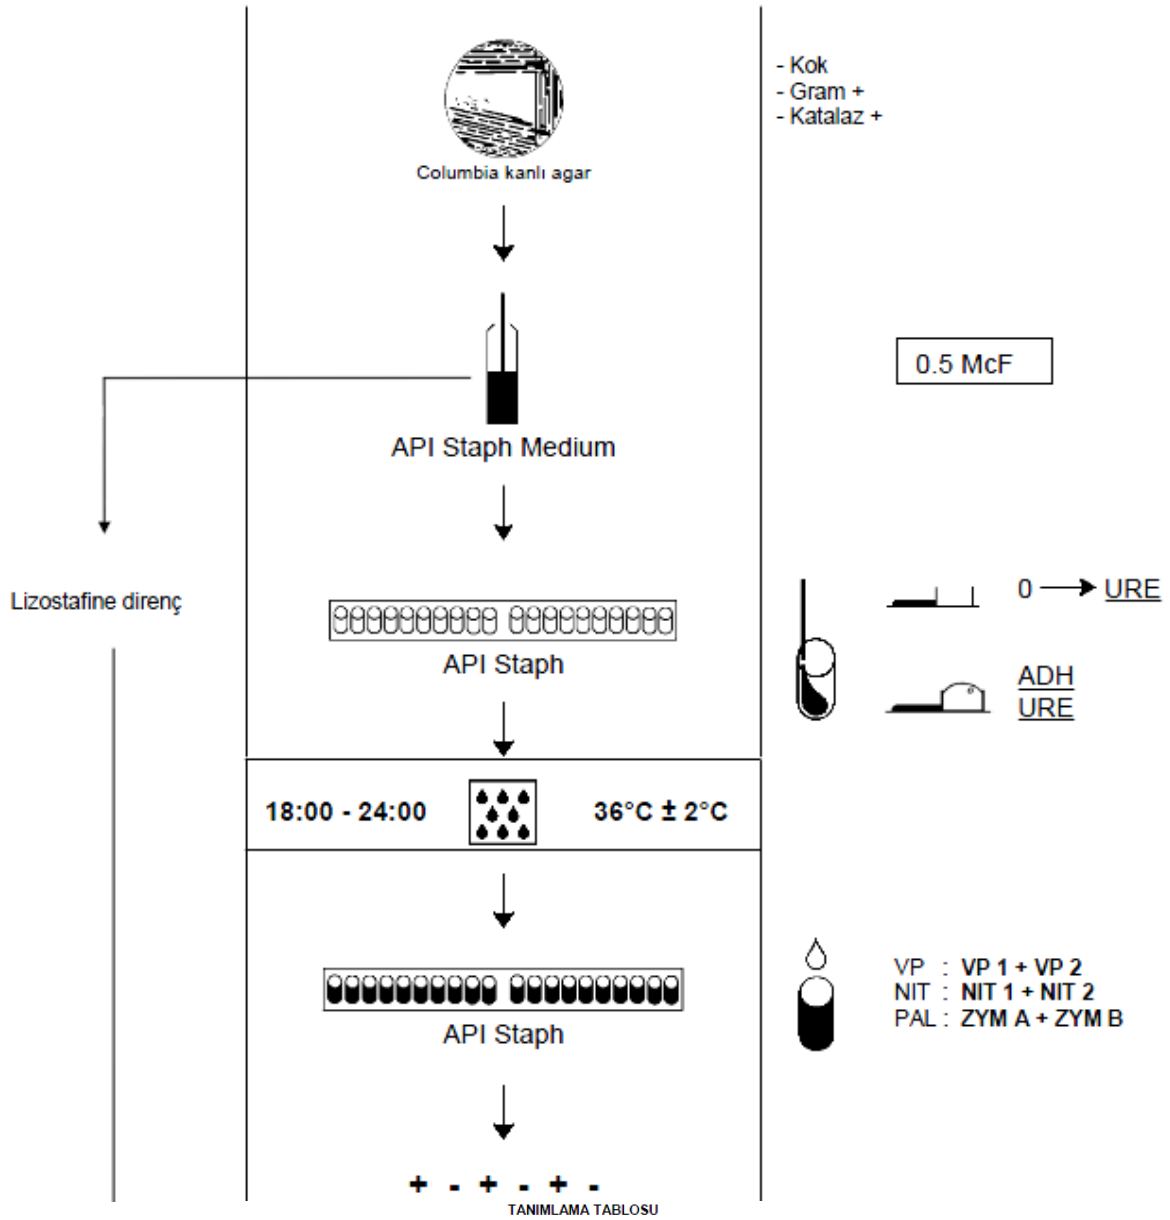 - Kok
- Gram +
- Katalaz +
Columbia kanlı agar
0.5 McF
API Staph Medium
Lizostafine direnç
0 → URE
API Staph
ADH
URE
18:00 - 24:00
36°C ± 2°C
VP : VP 1 + VP 2
NIT : NIT 1 + NIT 2
PAL : ZYM A + ZYM B
API Staph
+ - + - + -
TANIMLAMA TABLOSU